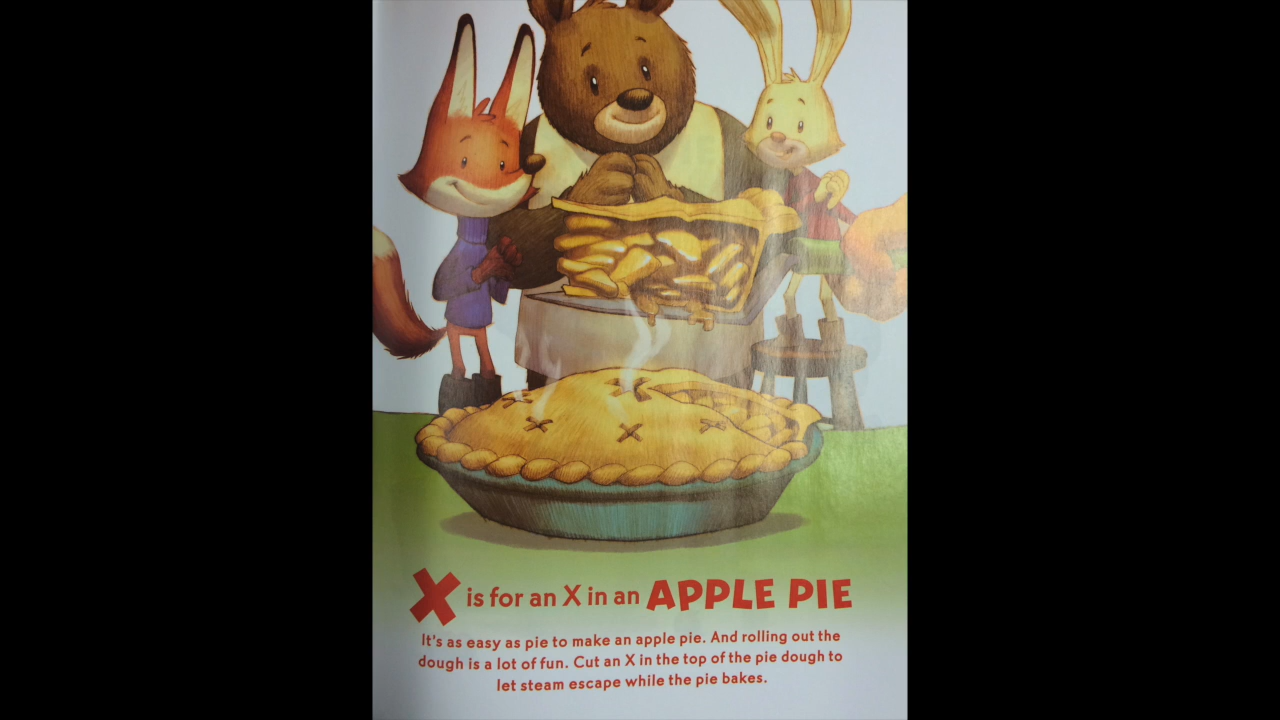 X is for an X in an APPLE PIE
It's as easy as pie to make an apple pie. And rolling out the
dough is a lot of fun. Cut an X in the top of the pie dough to
let steam escape while the pie bakes.